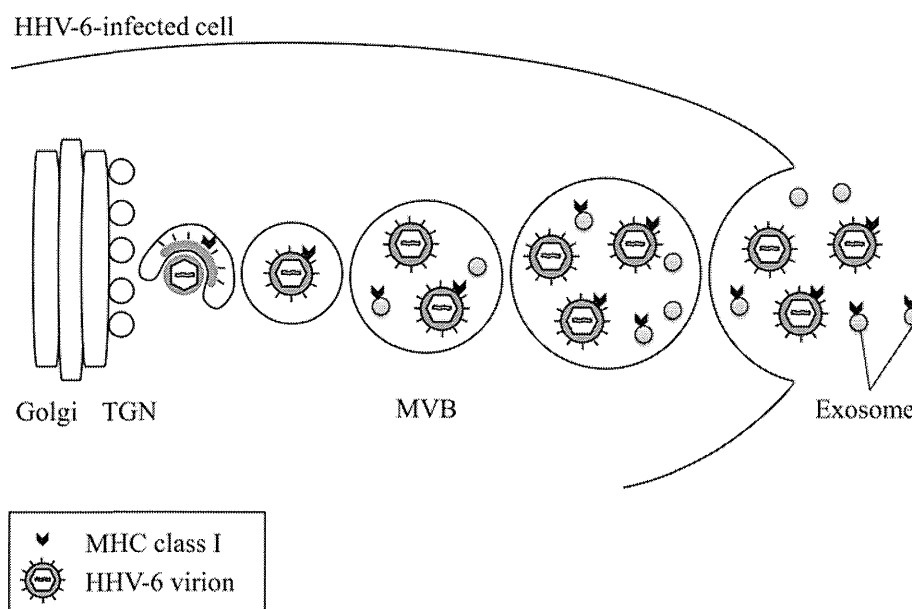 HHV-6-infected cell
Golgi TGN MVB Exosome
MHC class I
HHV-6 virion